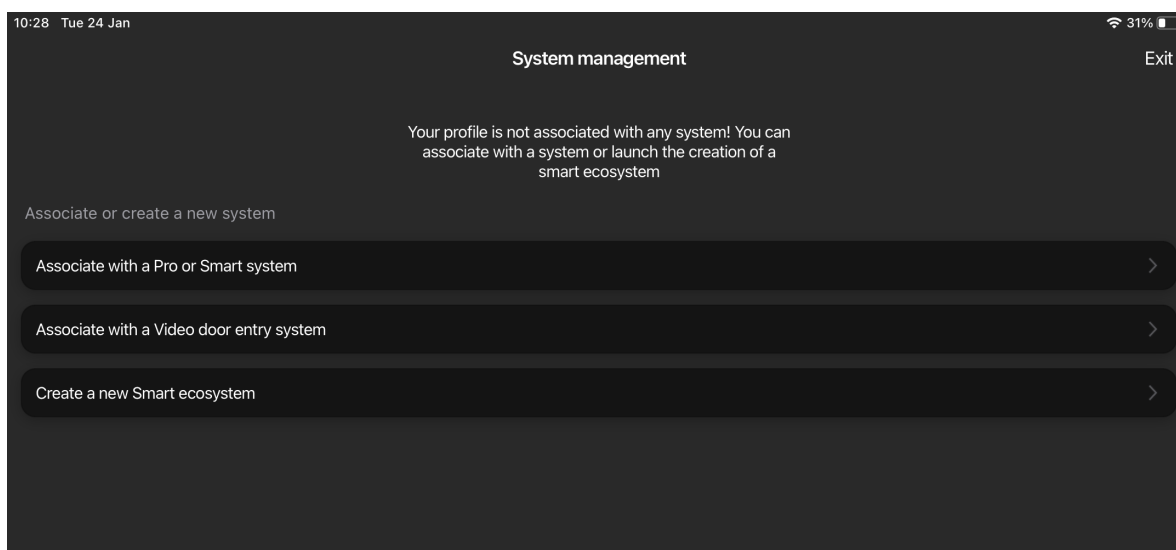 10:28 Tue 24 Jan 31%
System management Exit
Your profile is not associated with any system! You can
associate with a system or launch the creation of a
smart ecosystem
Associate or create a new system
Associate with a Pro or Smart system
Associate with a Video door entry system
Create a new Smart ecosystem